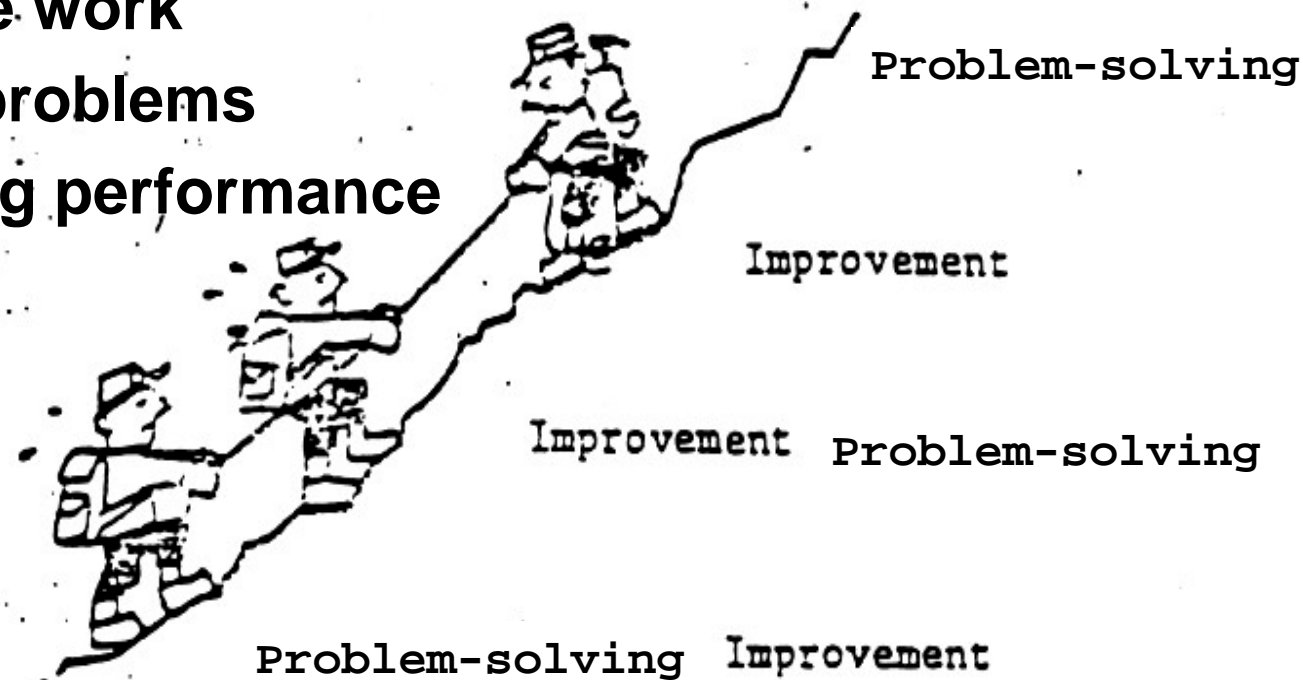 e work
problems
g performance
Problem-solving
Improvement
Improvement Problem-solving
Problem-solving Improvement